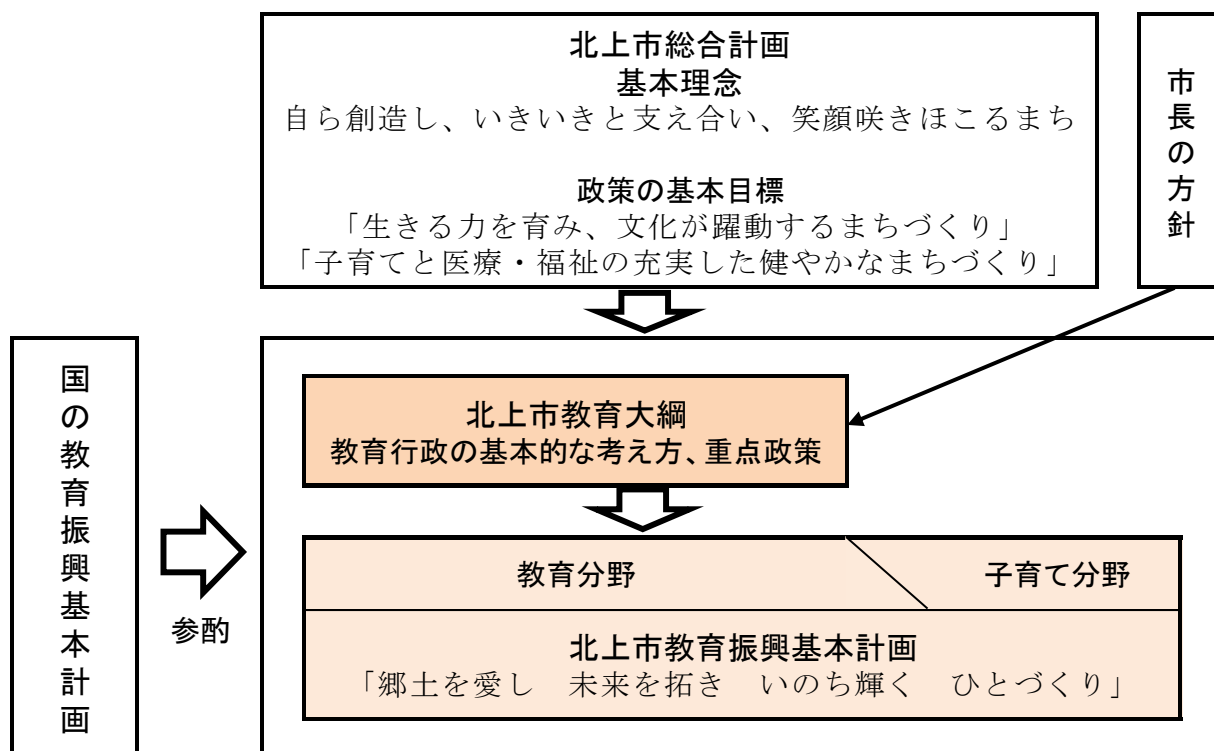 北上市総合計画
基本理念
自ら創造し、いきいきと支え合い、笑顔咲きほこるまち
政策の基本目標
「生きる力を育み、文化が躍動するまちづくり」
「子育てと医療・福祉の充実した健やかなまちづくり」
市長の方針
国の教育振興基本計画
参酌
北上市教育大綱
教育行政の基本的な考え方、重点政策
教育分野
子育て分野
北上市教育振興基本計画
「郷土を愛し　未来を拓き　いのち輝く　ひとづくり」